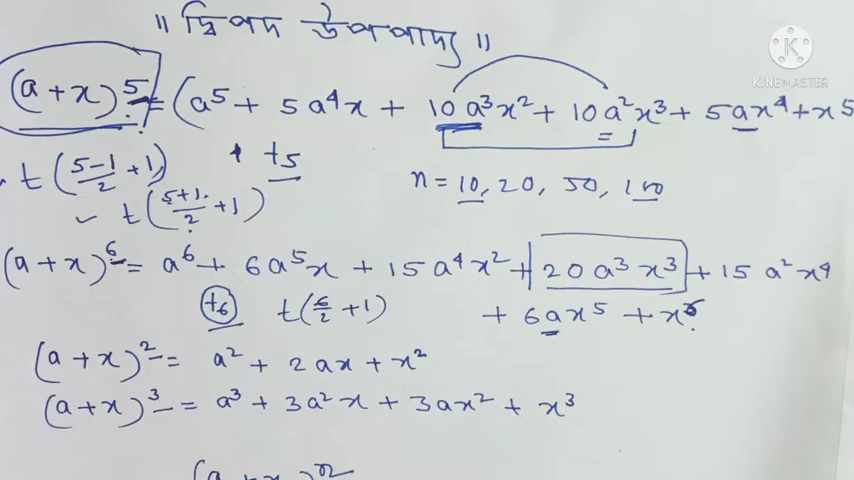 ॥ দ্বিপদ উপপাদ্য ॥
K
KINEMASTER
(a+x)^5 = (a^5 + 5a^4x + 10a^3x^2 + 10a^2x^3 + 5ax^4 + x^5
t(5-1/2 + 1) t_5
t(5+1/2 + 1) n = 10, 20, 50, 100
(a+x)^6 = a^6 + 6a^5x + 15a^4x^2 + 20a^3x^3 + 15a^2x^4
t_6 t(6/2 + 1) + 6ax^5 + x^6
(a+x)^2 = a^2 + 2ax + x^2
(a+x)^3 = a^3 + 3a^2x + 3ax^2 + x^3